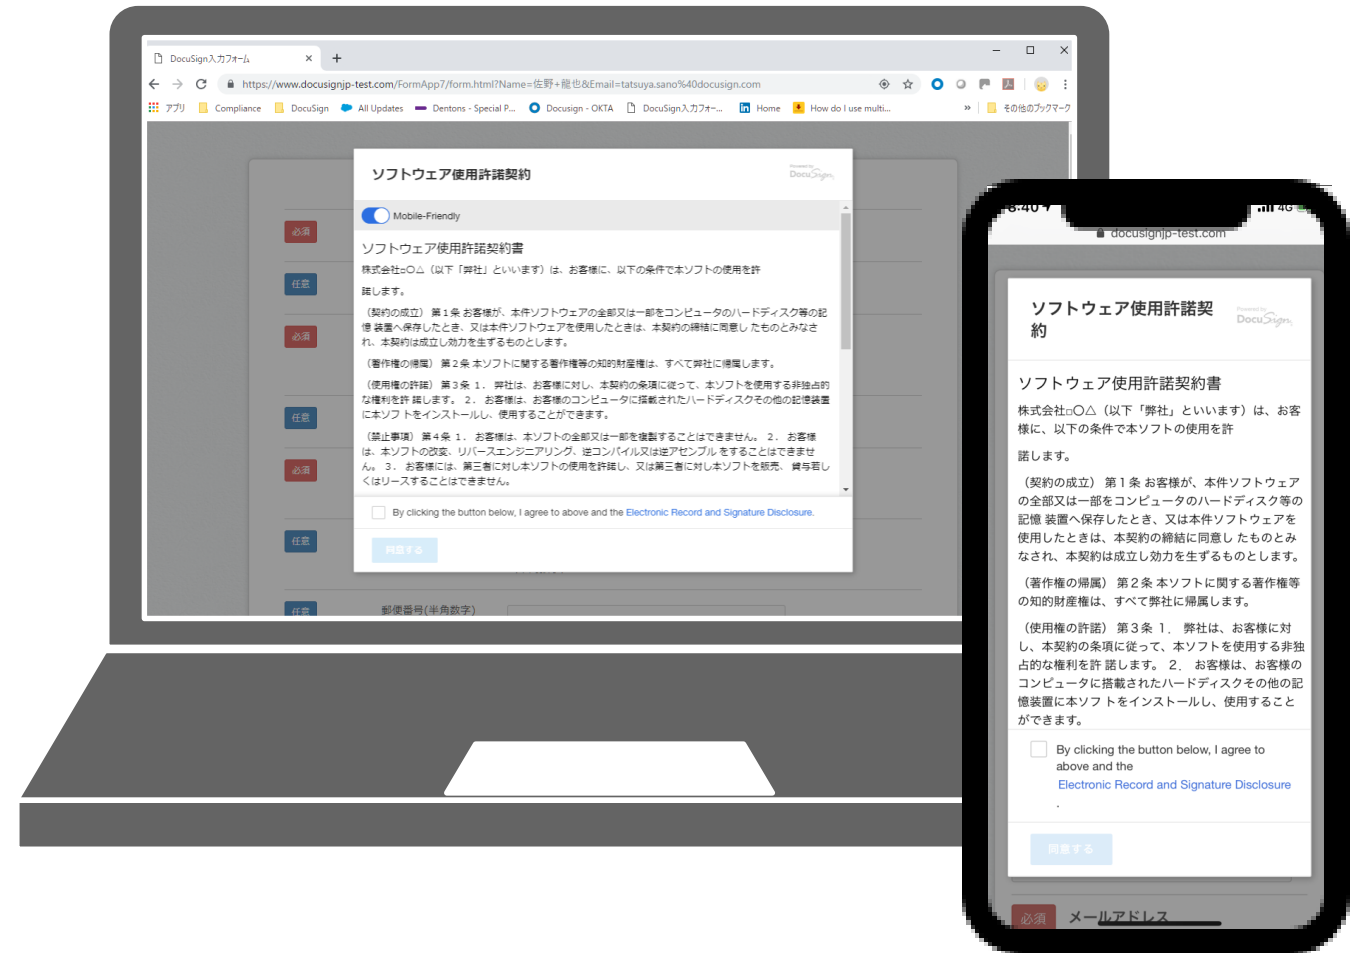 DocuSign入力フォーム
https://www.docusignjp-test.com/FormApp7/form.html?Name=佐野+龍也&Email=tatsuya.sano%40docusign.com
アプリ Compliance DocuSign All Updates Dentons - Special P... Docusign - OKTA DocuSign入力フォー... Home How do I use multi... » その他のブックマーク
ソフトウェア使用許諾契約
Powered by
DocuSign
Mobile-Friendly
ソフトウェア使用許諾契約書
株式会社□〇△（以下「弊社」といいます）は、お客様に、以下の条件で本ソフトの使用を許
諾します。
（契約の成立） 第１条 お客様が、本件ソフトウェアの全部又は一部をコンピュータのハードディスク等の記
憶 装置へ保存したとき、又は本件ソフトウェアを使用したときは、本契約の締結に同意し たものとみなさ
れ、本契約は成立し効力を生ずるものとします。
（著作権の帰属） 第２条 本ソフトに関する著作権等の知的財産権は、すべて弊社に帰属します。
（使用権の許諾） 第３条 １． 弊社は、お客様に対し、本契約の条項に従って、本ソフトを使用する非独占的
な権利を許 諾します。 ２． お客様は、お客様のコンピュータに搭載されたハードディスクその他の記憶装置
に本ソフ トをインストールし、使用することができます。
（禁止事項） 第４条 １． お客様は、本ソフトの全部又は一部を複製することはできません。 ２． お客様
は、本ソフトの改変、リバースエンジニアリング、逆コンパイル又は逆アセンブル をすることはできませ
ん。 ３． お客様には、第三者に対し本ソフトの使用を許諾し、又は第三者に対し本ソフトを販売、 貸与若し
くはリースすることはできません。
By clicking the button below, I agree to above and the Electronic Record and Signature Disclosure.
同意する
必須
任意
必須
任意
必須
任意
任意 郵便番号(半角数字)
8:40 4G
docusignjp-test.com
ソフトウェア使用許諾契
約
Powered by
DocuSign
ソフトウェア使用許諾契約書
株式会社□〇△（以下「弊社」といいます）は、お客
様に、以下の条件で本ソフトの使用を許
諾します。
（契約の成立） 第１条 お客様が、本件ソフトウェア
の全部又は一部をコンピュータのハードディスク等の
記憶 装置へ保存したとき、又は本件ソフトウェアを
使用したときは、本契約の締結に同意し たものとみ
なされ、本契約は成立し効力を生ずるものとします。
（著作権の帰属） 第２条 本ソフトに関する著作権等
の知的財産権は、すべて弊社に帰属します。
（使用権の許諾） 第３条 １． 弊社は、お客様に対
し、本契約の条項に従って、本ソフトを使用する非独
占的な権利を許 諾します。 ２． お客様は、お客様の
コンピュータに搭載されたハードディスクその他の記
憶装置に本ソフ トをインストールし、使用すること
ができます。
By clicking the button below, I agree to
above and the
Electronic Record and Signature Disclosure
.
同意する
必須 メールアドレス